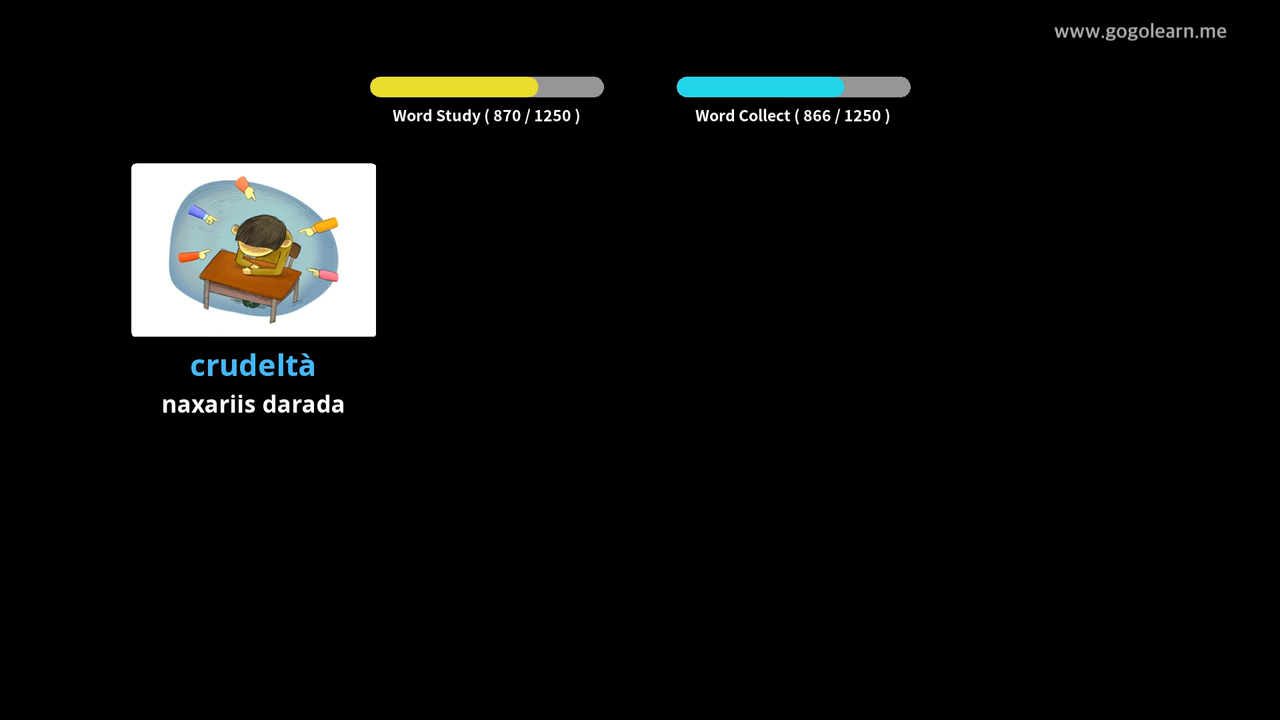 www.gogolearn.me
Word Study ( 870 / 1250 )
Word Collect ( 866 / 1250 )
crudeltà
naxariis darada